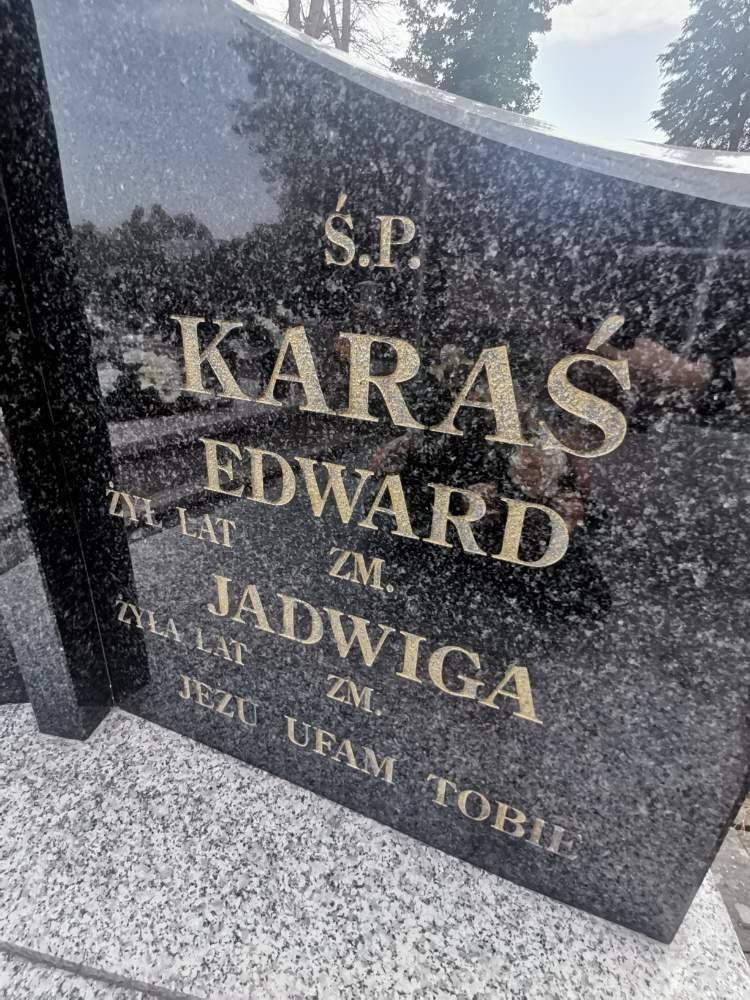 Ś.P.
KARAŚ
EDWARD
ŻYŁ LAT ZM.
JADWIGA
ŻYŁA LAT ZM.
JEZU UFAM TOBIE